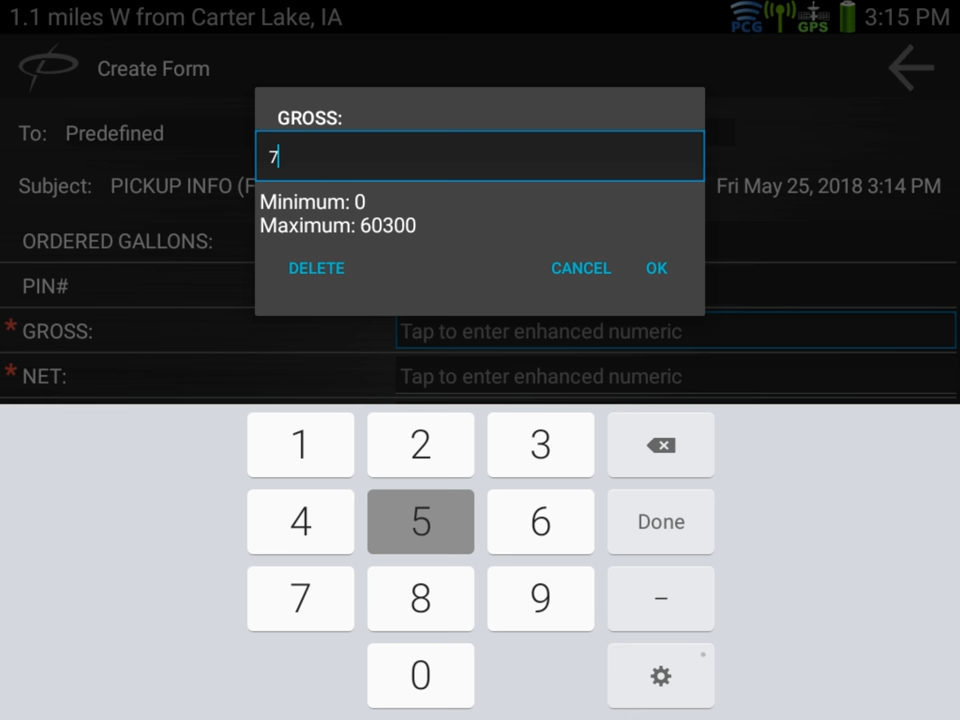 1.1 miles W from Carter Lake, IA PCG GPS 3:15 PM
Create Form
To: Predefined
Subject: PICKUP INFO (F Fri May 25, 2018 3:14 PM
ORDERED GALLONS:
PIN#
* GROSS: Tap to enter enhanced numeric
* NET: Tap to enter enhanced numeric
GROSS:
7
Minimum: 0
Maximum: 60300
DELETE CANCEL OK
1 2 3
4 5 6 Done
7 8 9 –
0